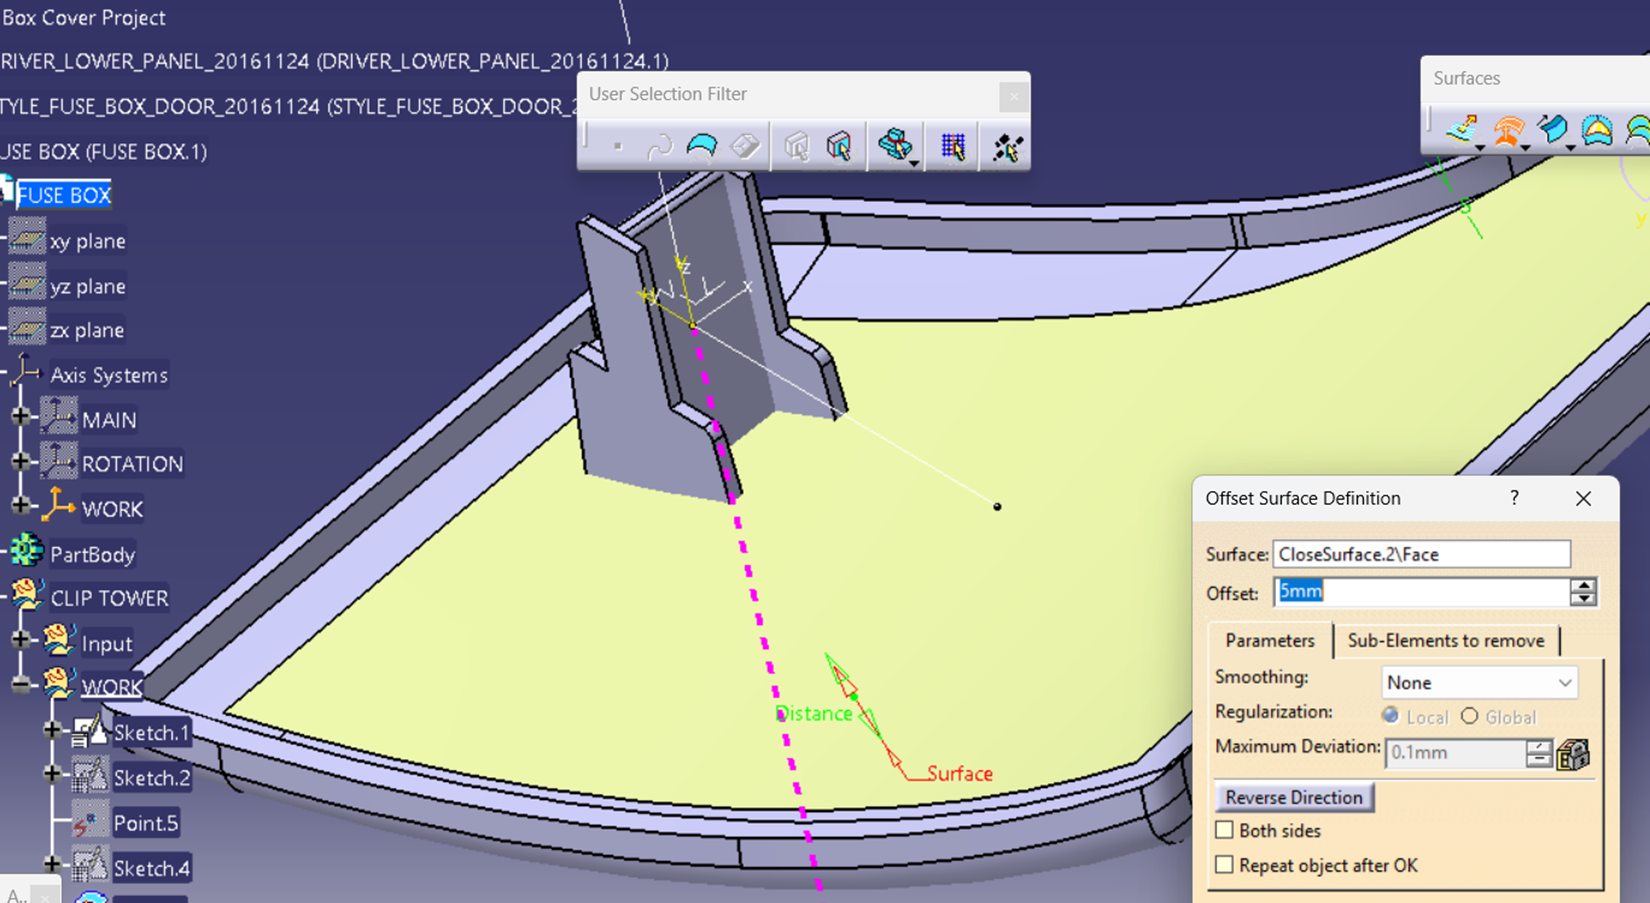 Box Cover Project
RIVER_LOWER_PANEL_20161124 (DRIVER_LOWER_PANEL_20161124.1)
TYLE_FUSE_BOX_DOOR_20161124 (STYLE_FUSE_BOX_DOOR_2
USE BOX (FUSE BOX.1)
FUSE BOX
xy plane
yz plane
zx plane
Axis Systems
MAIN
ROTATION
WORK
PartBody
CLIP TOWER
Input
WORK
Sketch.1
Sketch.2
Point.5
Sketch.4
A...
User Selection Filter
Surfaces
z
x
y
S
Distance
Surface
Offset Surface Definition ?
Surface: CloseSurface.2\Face
Offset: 5mm
Parameters Sub-Elements to remove
Smoothing: None
Regularization: Local Global
Maximum Deviation: 0.1mm
Reverse Direction
Both sides
Repeat object after OK